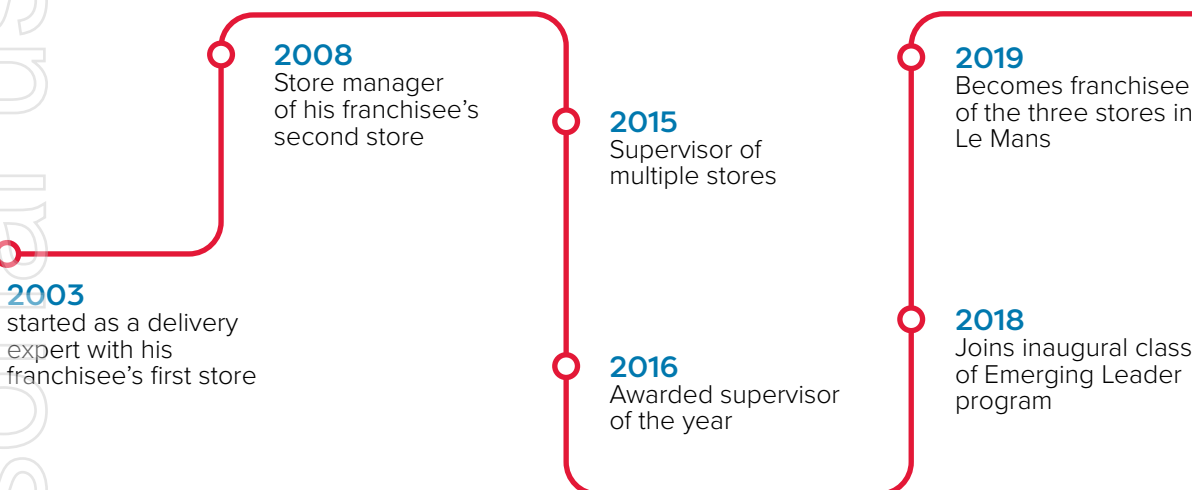 2003
started as a delivery
expert with his
franchisee’s first store
2008
Store manager
of his franchisee’s
second store
2015
Supervisor of
multiple stores
2016
Awarded supervisor
of the year
2018
Joins inaugural class
of Emerging Leader
program
2019
Becomes franchisee
of the three stores in
Le Mans